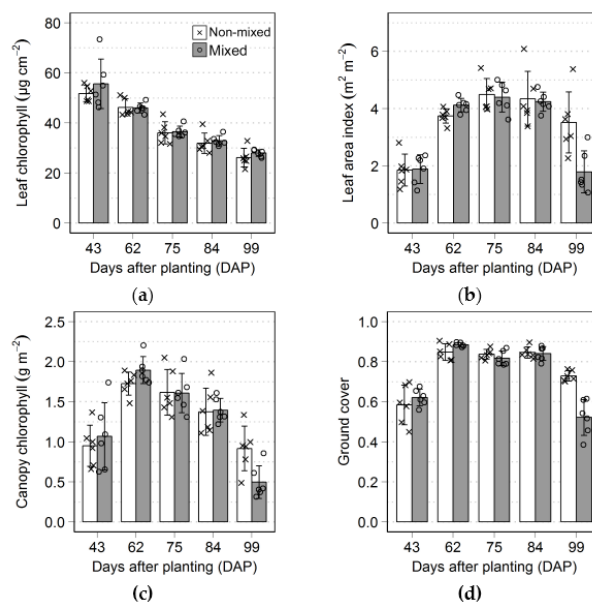 Leaf chlorophyll (µg cm⁻²)
80
60
40
20
0
Non-mixed
Mixed
43 62 75 84 99
Days after planting (DAP)
(a)
Leaf area index (m² m⁻²)
6
4
2
0
43 62 75 84 99
Days after planting (DAP)
(b)
Canopy chlorophyll (g m⁻²)
2.5
2.0
1.5
1.0
0.5
0.0
43 62 75 84 99
Days after planting (DAP)
(c)
Ground cover
1.0
0.8
0.6
0.4
0.2
0.0
43 62 75 84 99
Days after planting (DAP)
(d)